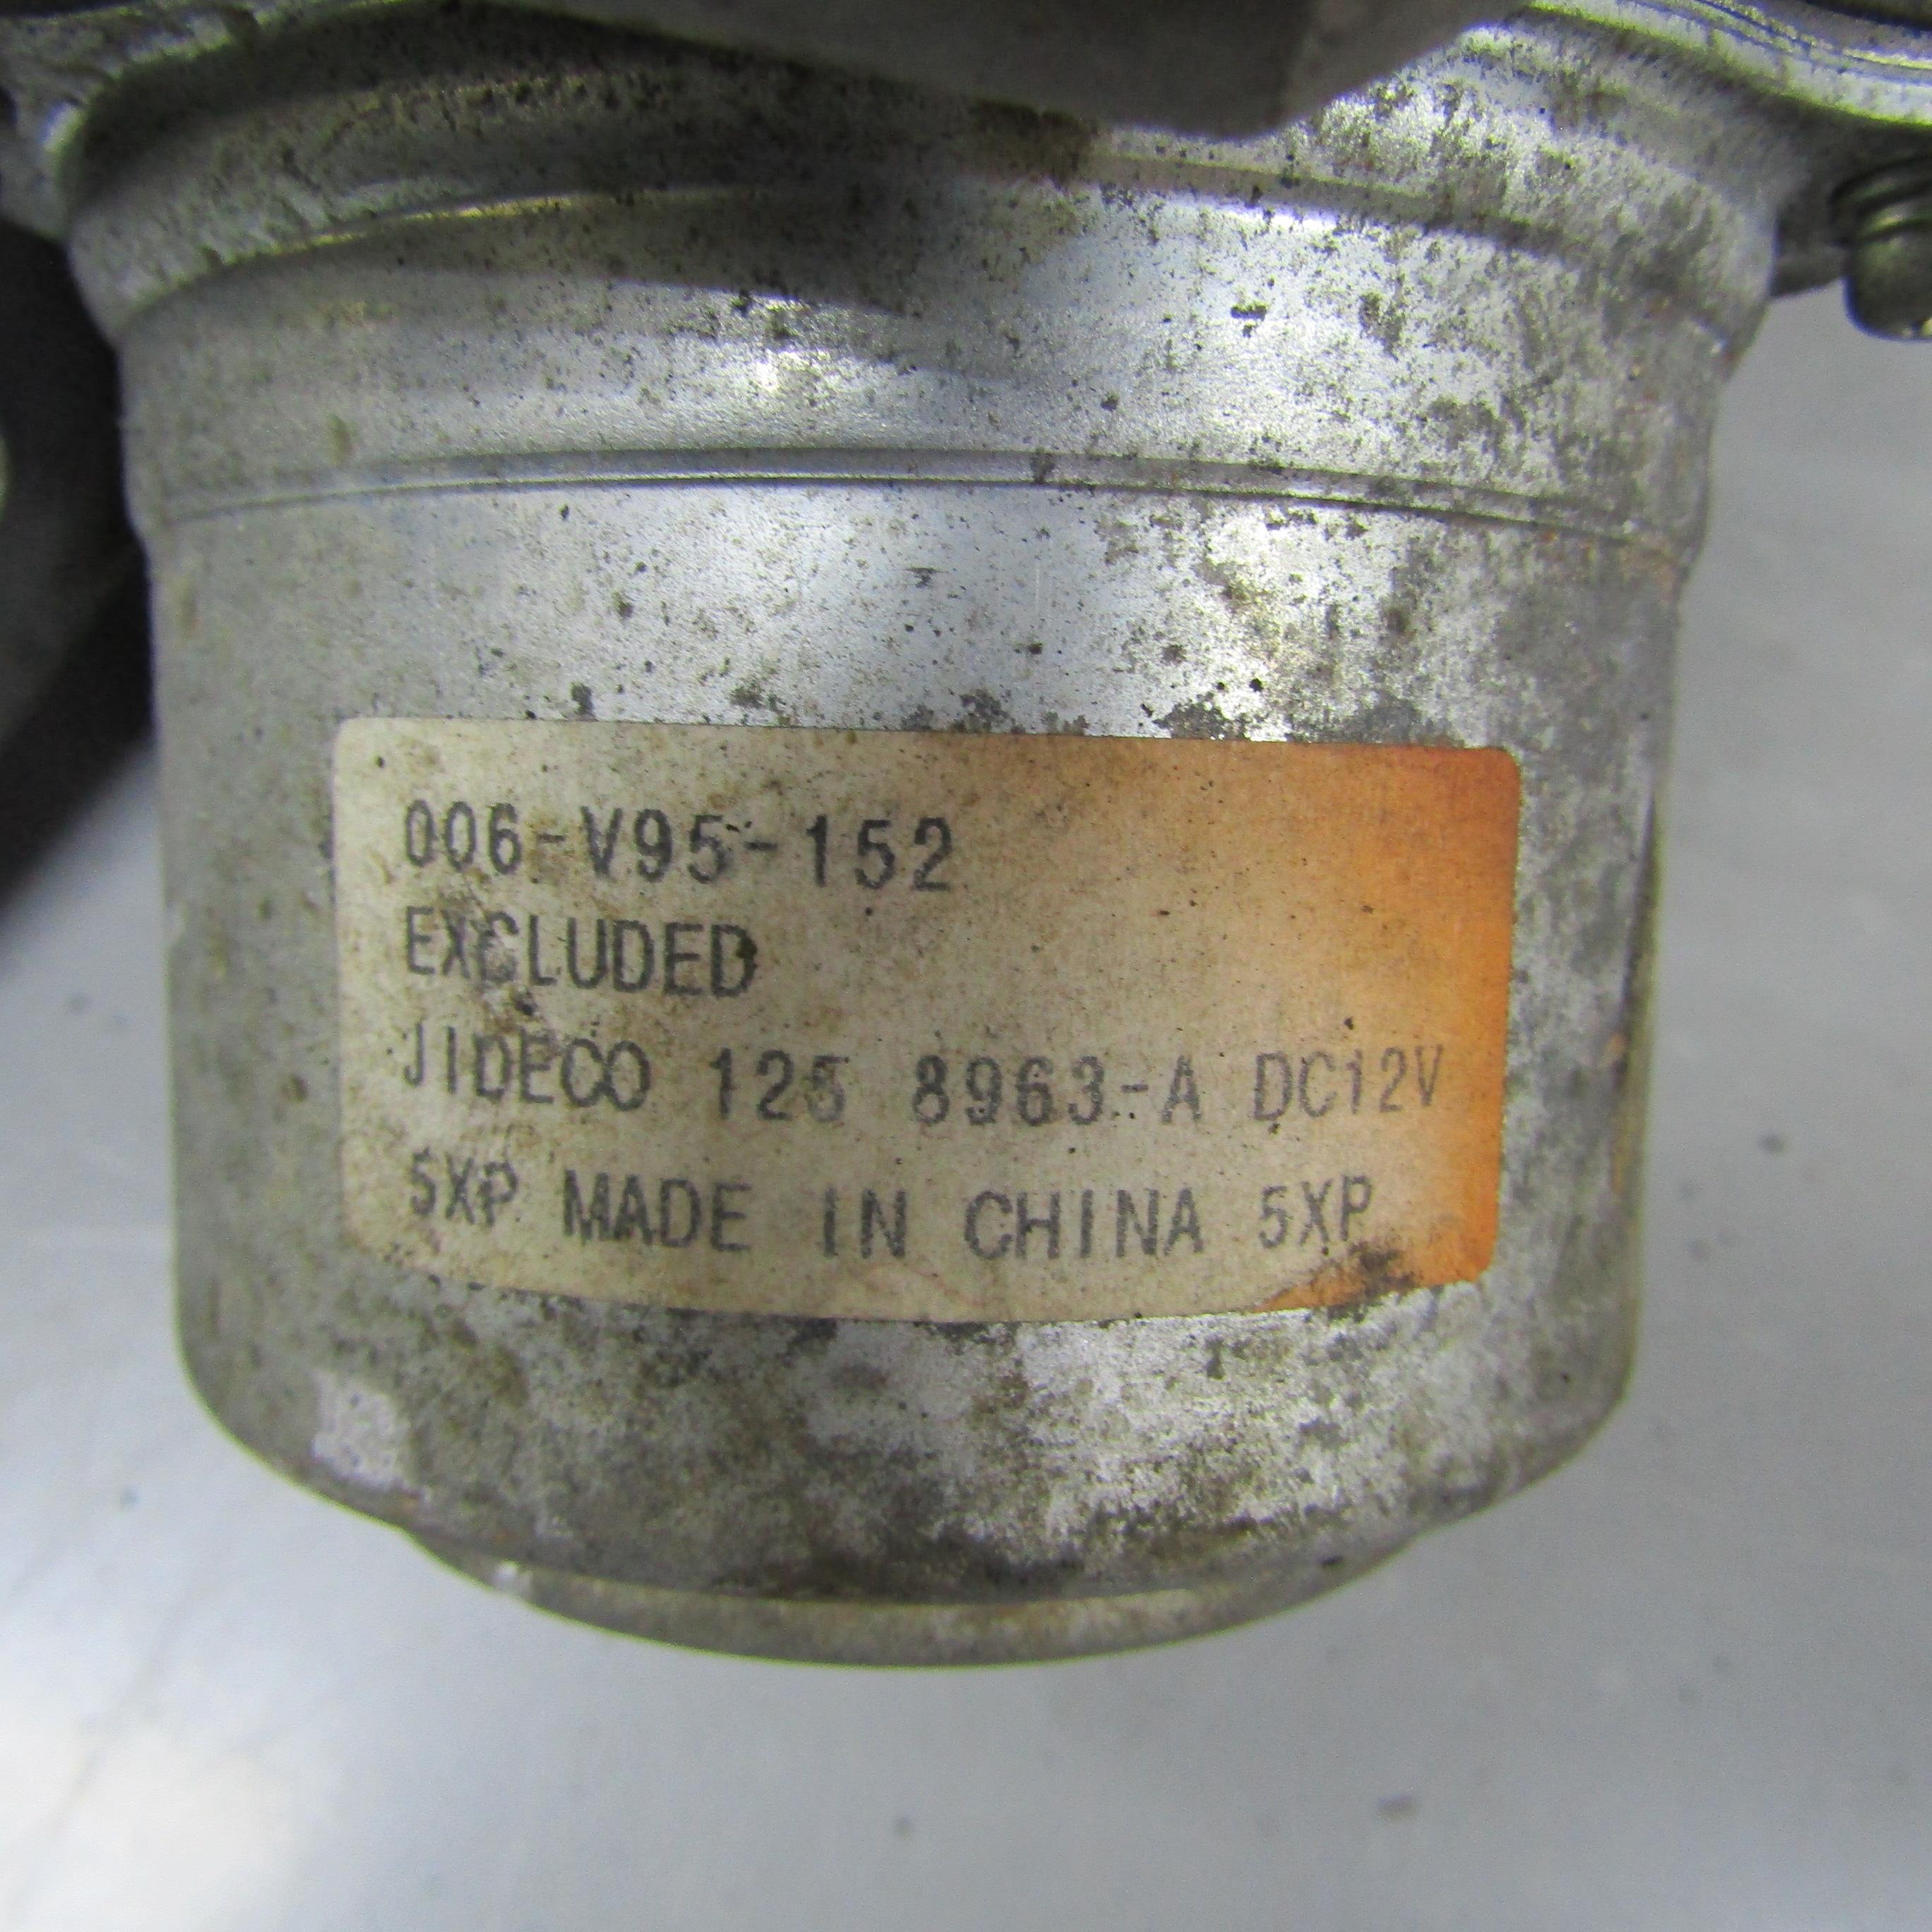 006-V95-152
EXCLUDED
JIDECO 125 8963-A DC12V
5XP MADE IN CHINA 5XP